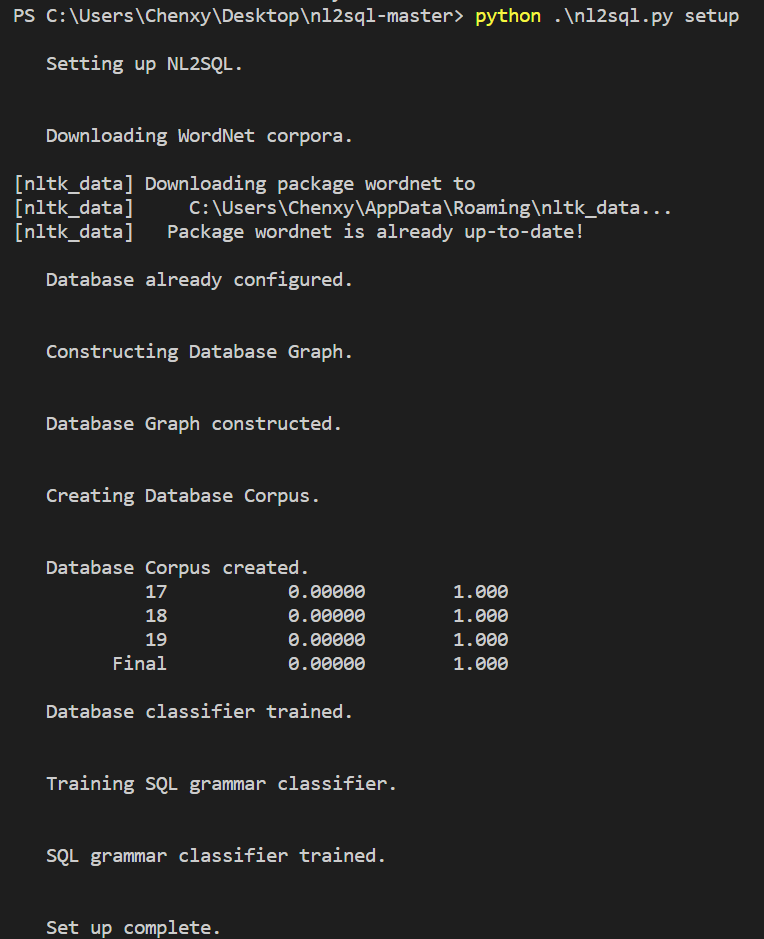 PS C:\Users\Chenxy\Desktop\nl2sql-master> python .\nl2sql.py setup
Setting up NL2SQL.
Downloading WordNet corpora.
[nltk_data] Downloading package wordnet to
[nltk_data]     C:\Users\Chenxy\AppData\Roaming\nltk_data...
[nltk_data]   Package wordnet is already up-to-date!
Database already configured.
Constructing Database Graph.
Database Graph constructed.
Creating Database Corpus.
Database Corpus created.
17 0.00000 1.000
18 0.00000 1.000
19 0.00000 1.000
Final 0.00000 1.000
Database classifier trained.
Training SQL grammar classifier.
SQL grammar classifier trained.
Set up complete.